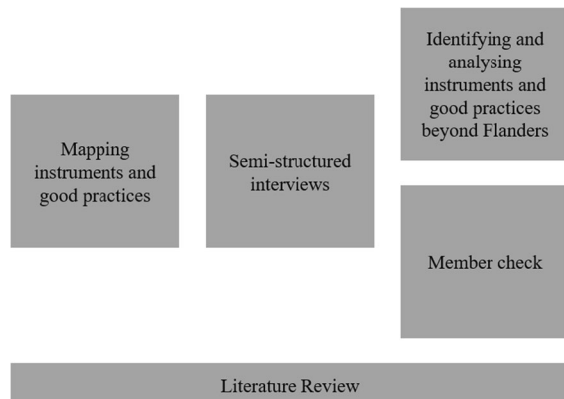 Mapping
instruments and
good practices
Semi-structured
interviews
Identifying and
analysing
instruments and
good practices
beyond Flanders
Member check
Literature Review